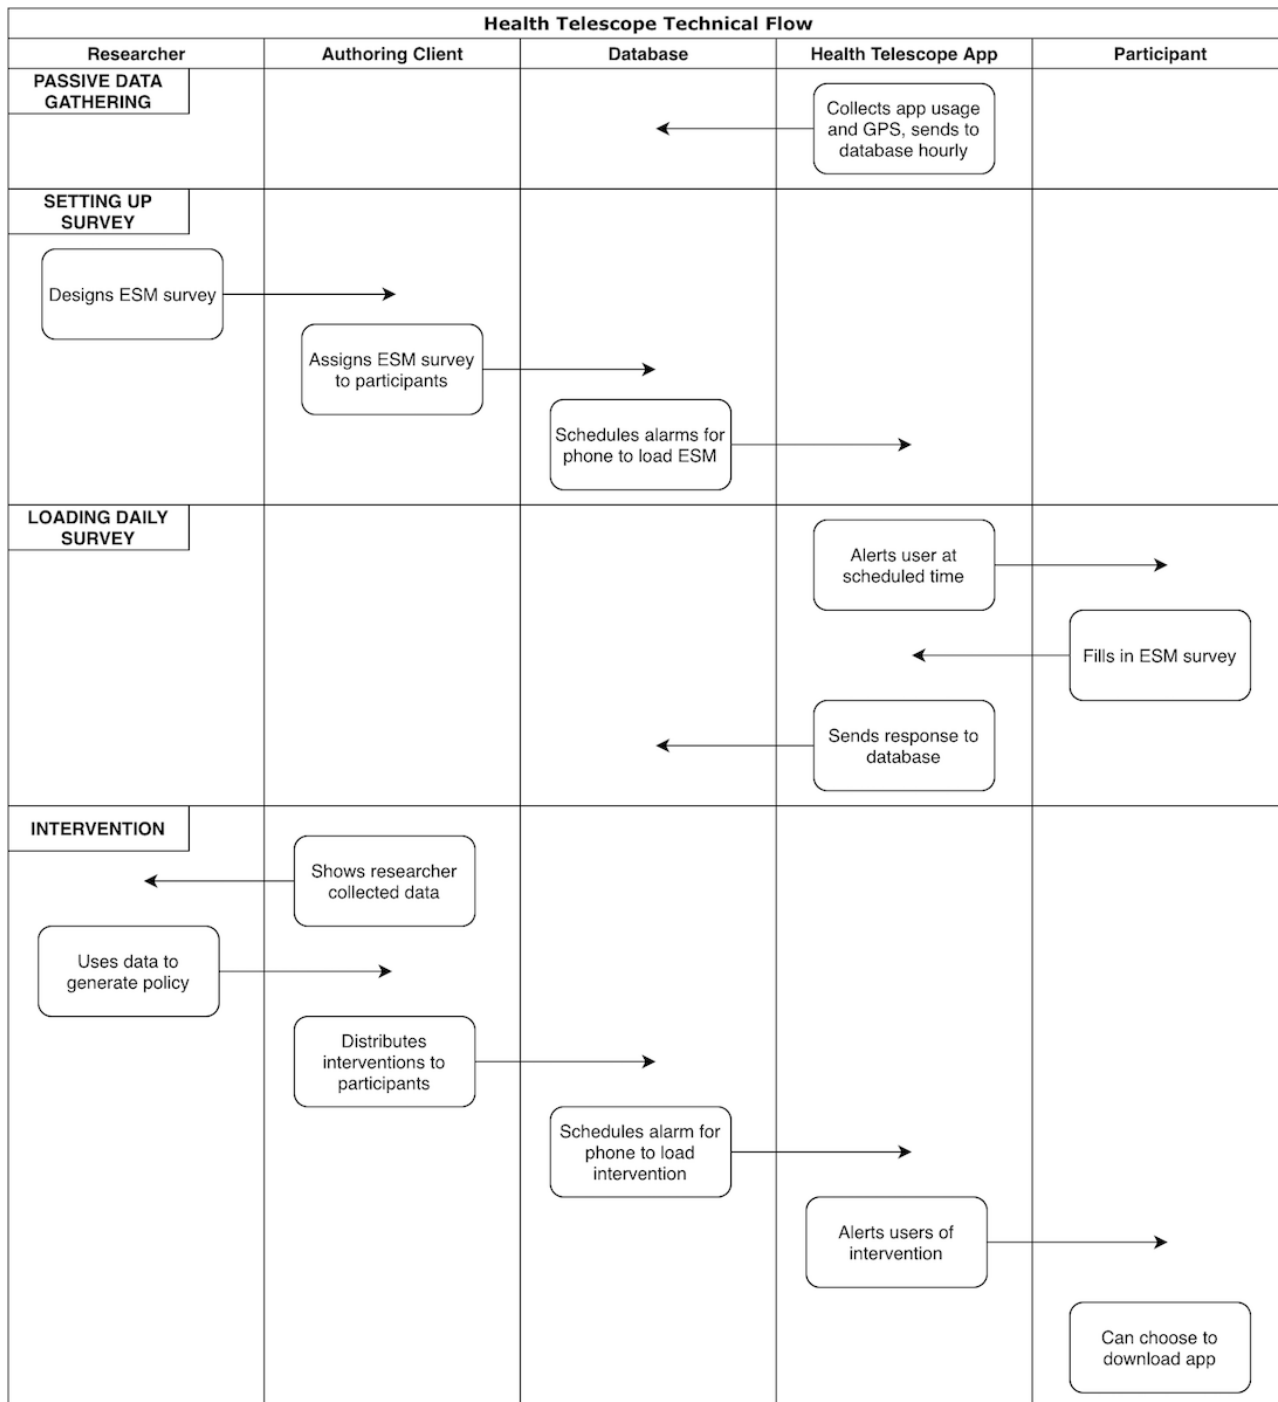 Health Telescope Technical Flow
Researcher
Authoring Client
Database
Health Telescope App
Participant
PASSIVE DATA
GATHERING
Collects app usage
and GPS, sends to
database hourly
SETTING UP
SURVEY
Designs ESM survey
Assigns ESM survey
to participants
Schedules alarms for
phone to load ESM
LOADING DAILY
SURVEY
Alerts user at
scheduled time
Fills in ESM survey
Sends response to
database
INTERVENTION
Shows researcher
collected data
Uses data to
generate policy
Distributes
interventions to
participants
Schedules alarm for
phone to load
intervention
Alerts users of
intervention
Can choose to
download app